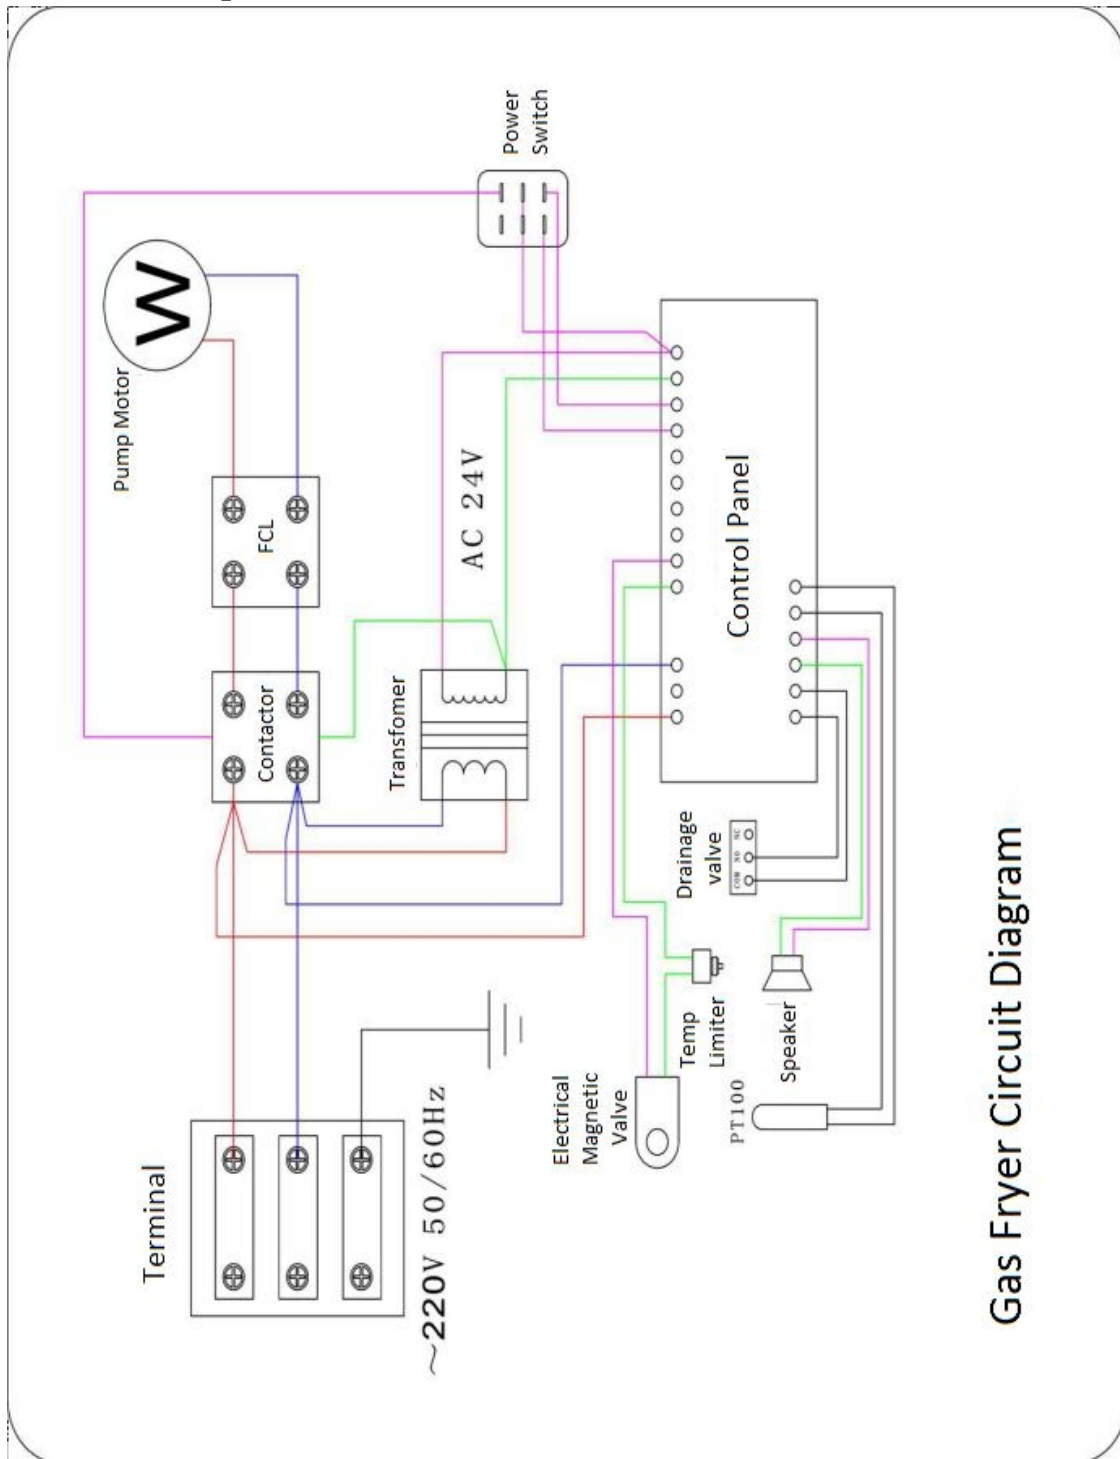 Pump Motor
W
Terminal
Contactor
FCL
Transfomer
~220V 50/60Hz
AC 24V
Power
Switch
Electrical
Magnetic
Valve
Temp
Limiter
Drainage
valve
COM NO NC
PT100
Control Panel
Speaker
Gas Fryer Circuit Diagram